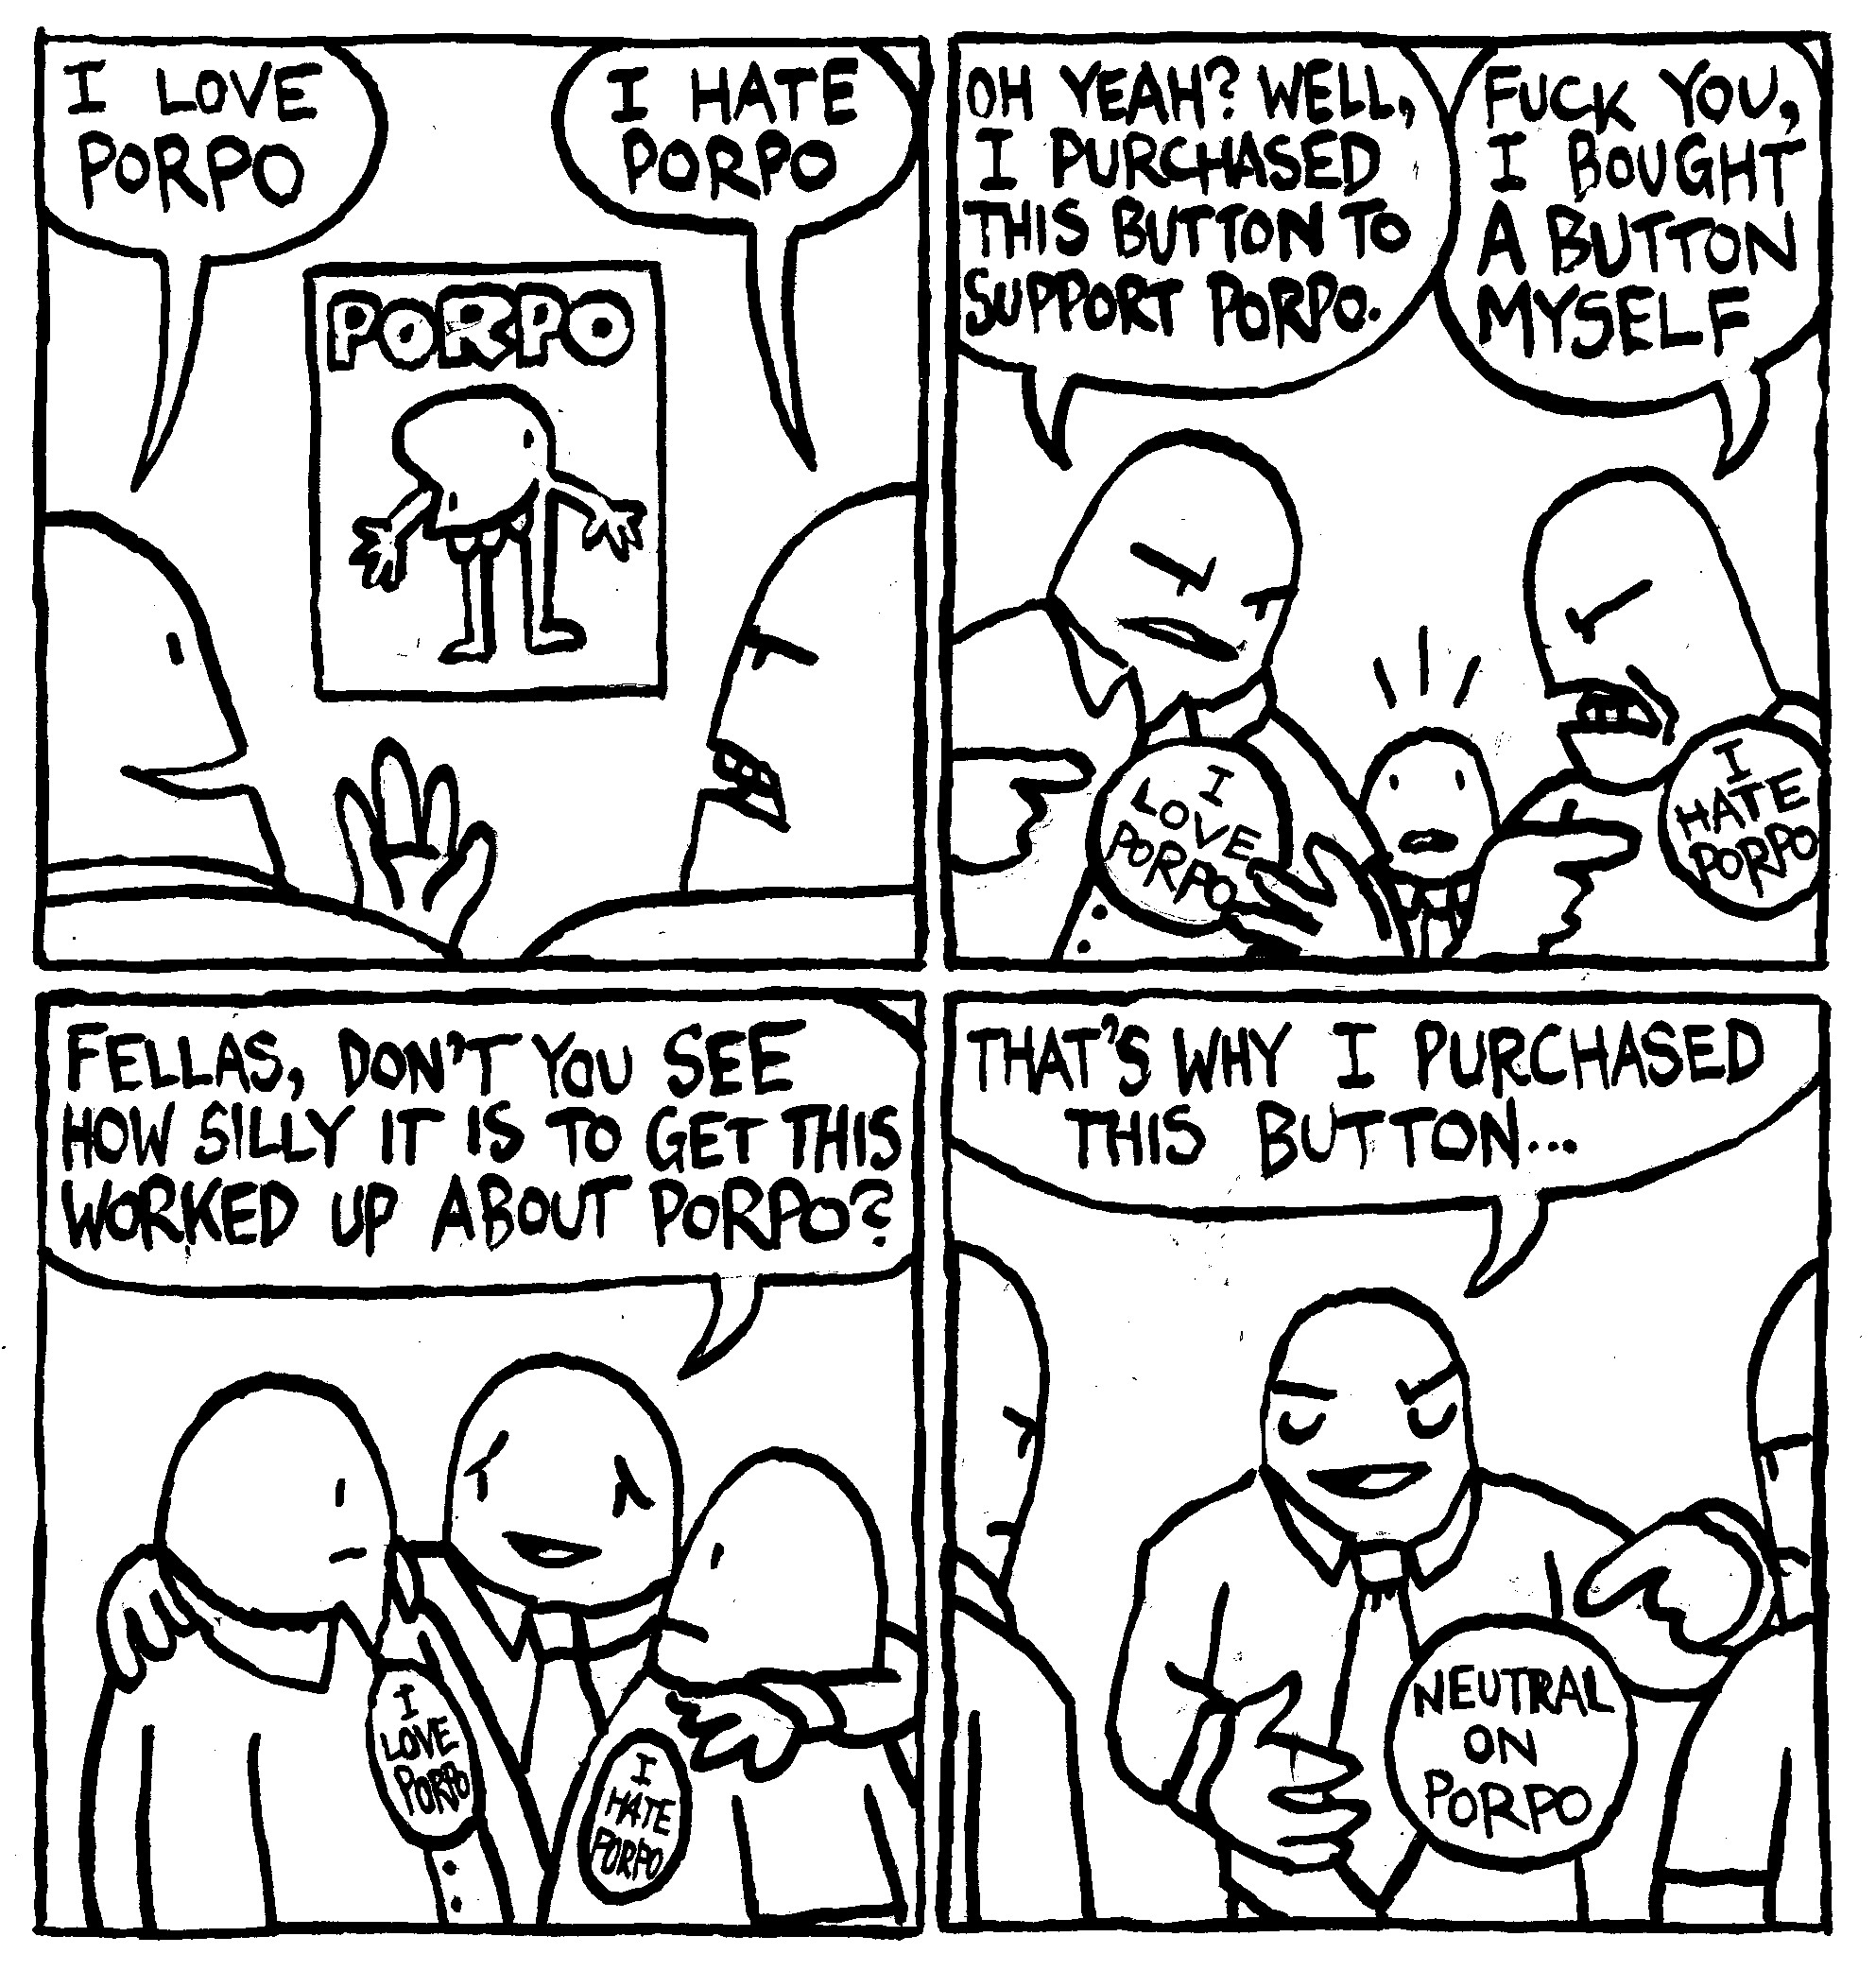 I LOVE
PORPO
I HATE
PORPO
PORPO
OH YEAH? WELL,
I PURCHASED
THIS BUTTON TO
SUPPORT PORPO.
FUCK YOU,
I BOUGHT
A BUTTON
MYSELF
I
LOVE
PORPO
I
HATE
PORPO
FELLAS, DON'T YOU SEE
HOW SILLY IT IS TO GET THIS
WORKED UP ABOUT PORPO?
I
LOVE
PORPO
I
HATE
PORPO
THAT'S WHY I PURCHASED
THIS BUTTON...
NEUTRAL
ON
PORPO